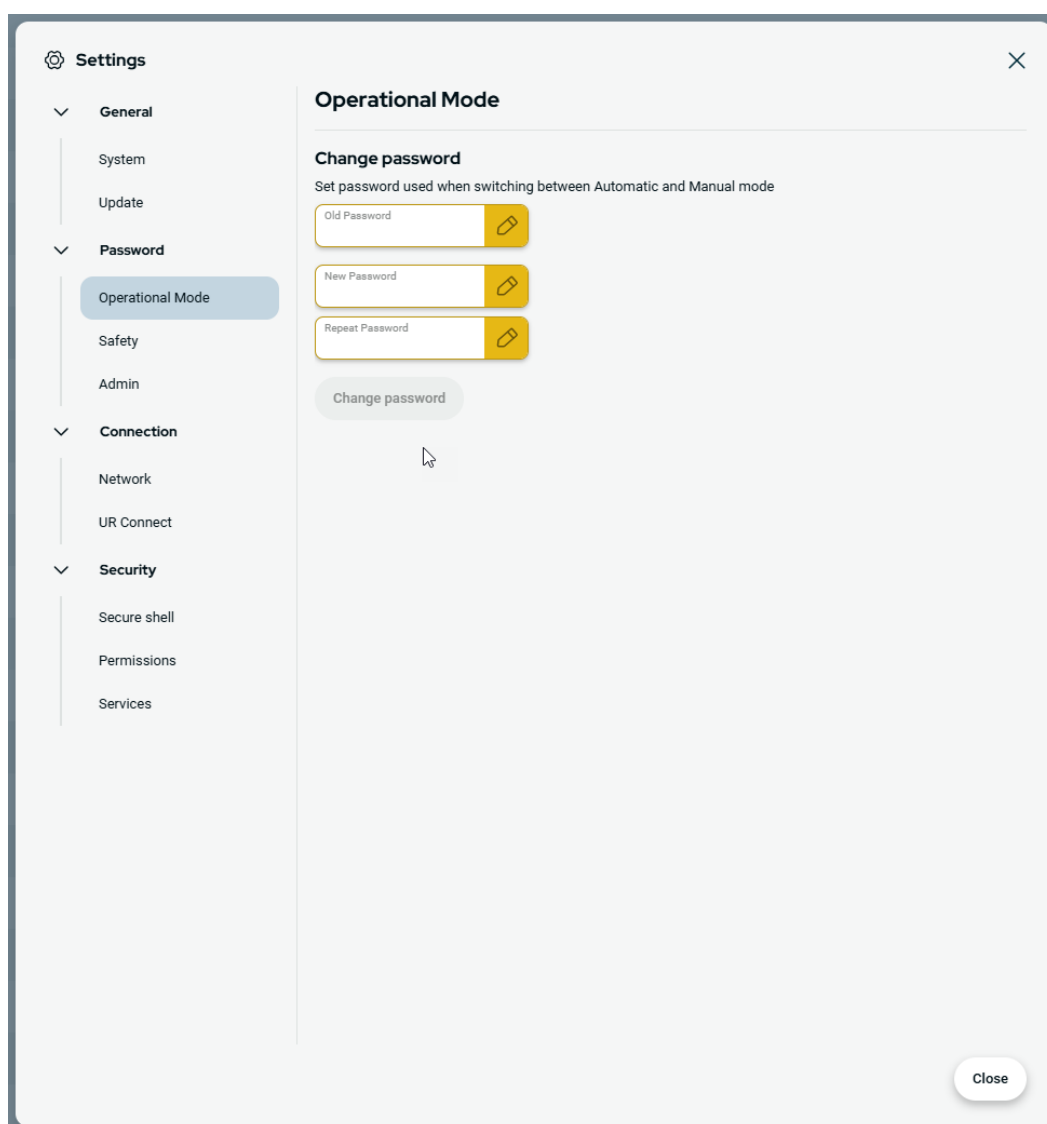 Settings
General
System
Update
Password
Operational Mode
Safety
Admin
Connection
Network
UR Connect
Security
Secure shell
Permissions
Services
Operational Mode
Change password
Set password used when switching between Automatic and Manual mode
Old Password
New Password
Repeat Password
Change password
Close